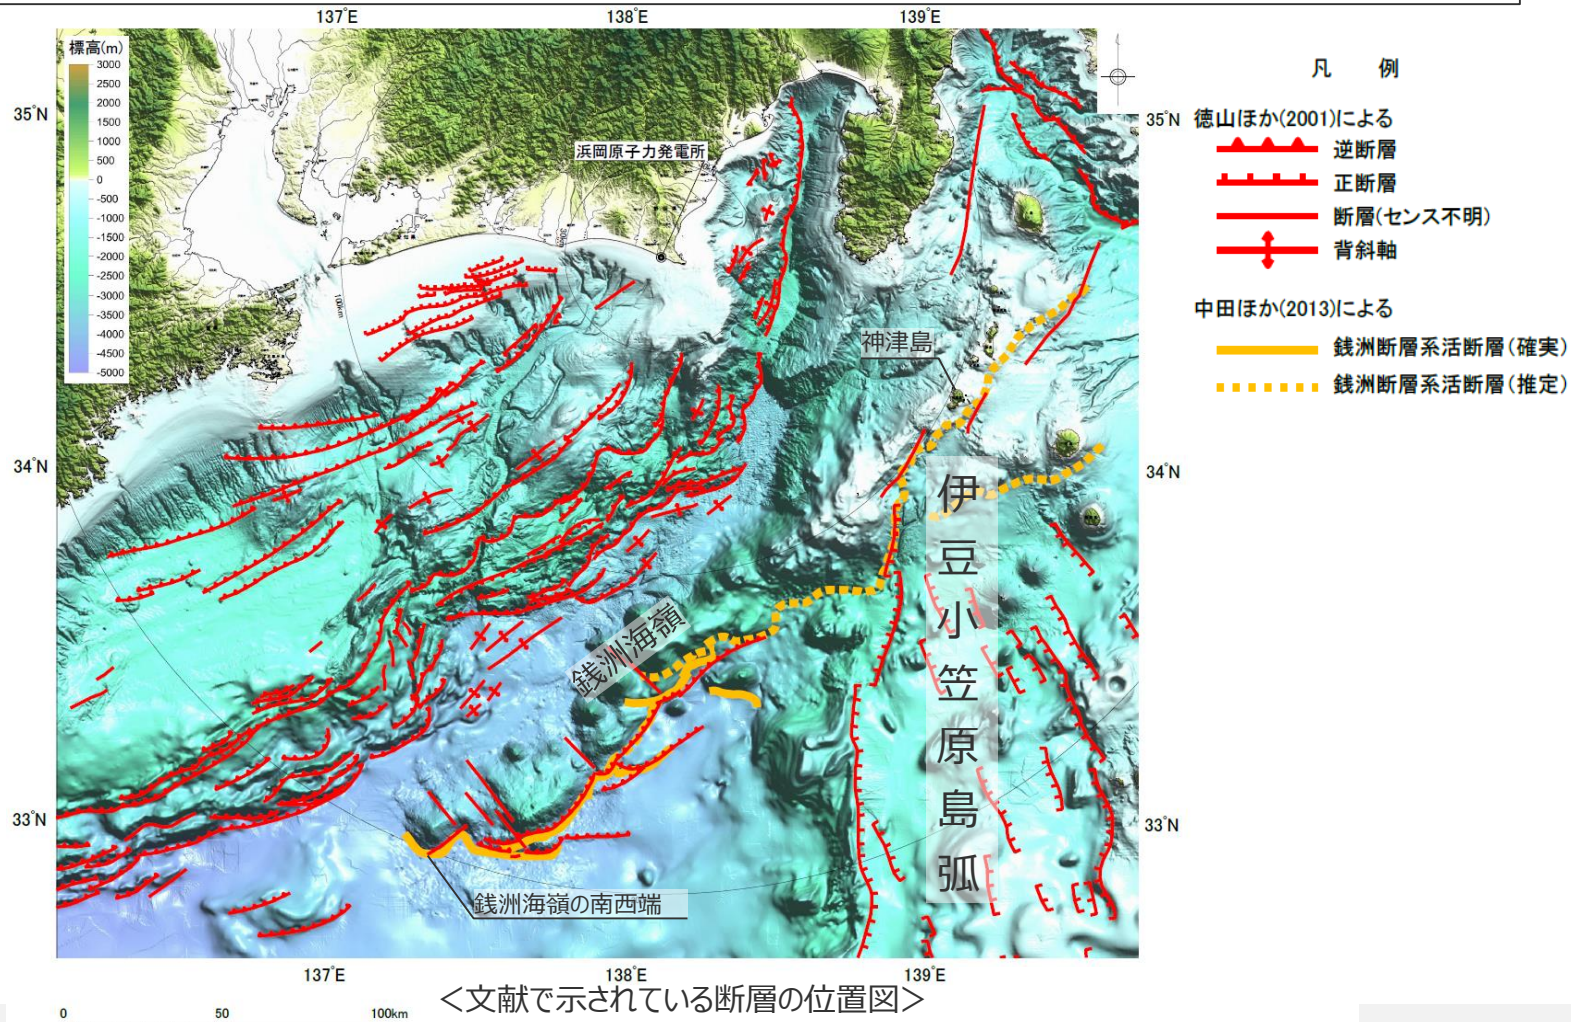 137°E
138°E
139°E
標高(m)
3000
2500
2000
1500
1000
500
0
-500
-1000
-1500
-2000
-2500
-3000
-3500
-4000
-4500
-5000
35°N
34°N
33°N
浜岡原子力発電所
30km
100km
神津島
銭洲海嶺
銭洲海嶺の南西端
伊豆小笠原島弧
35°N
34°N
33°N
137°E
138°E
139°E
凡 例
徳山ほか(2001)による
逆断層
正断層
断層(センス不明)
背斜軸
中田ほか(2013)による
銭洲断層系活断層(確実)
銭洲断層系活断層(推定)
＜文献で示されている断層の位置図＞
0 50 100km